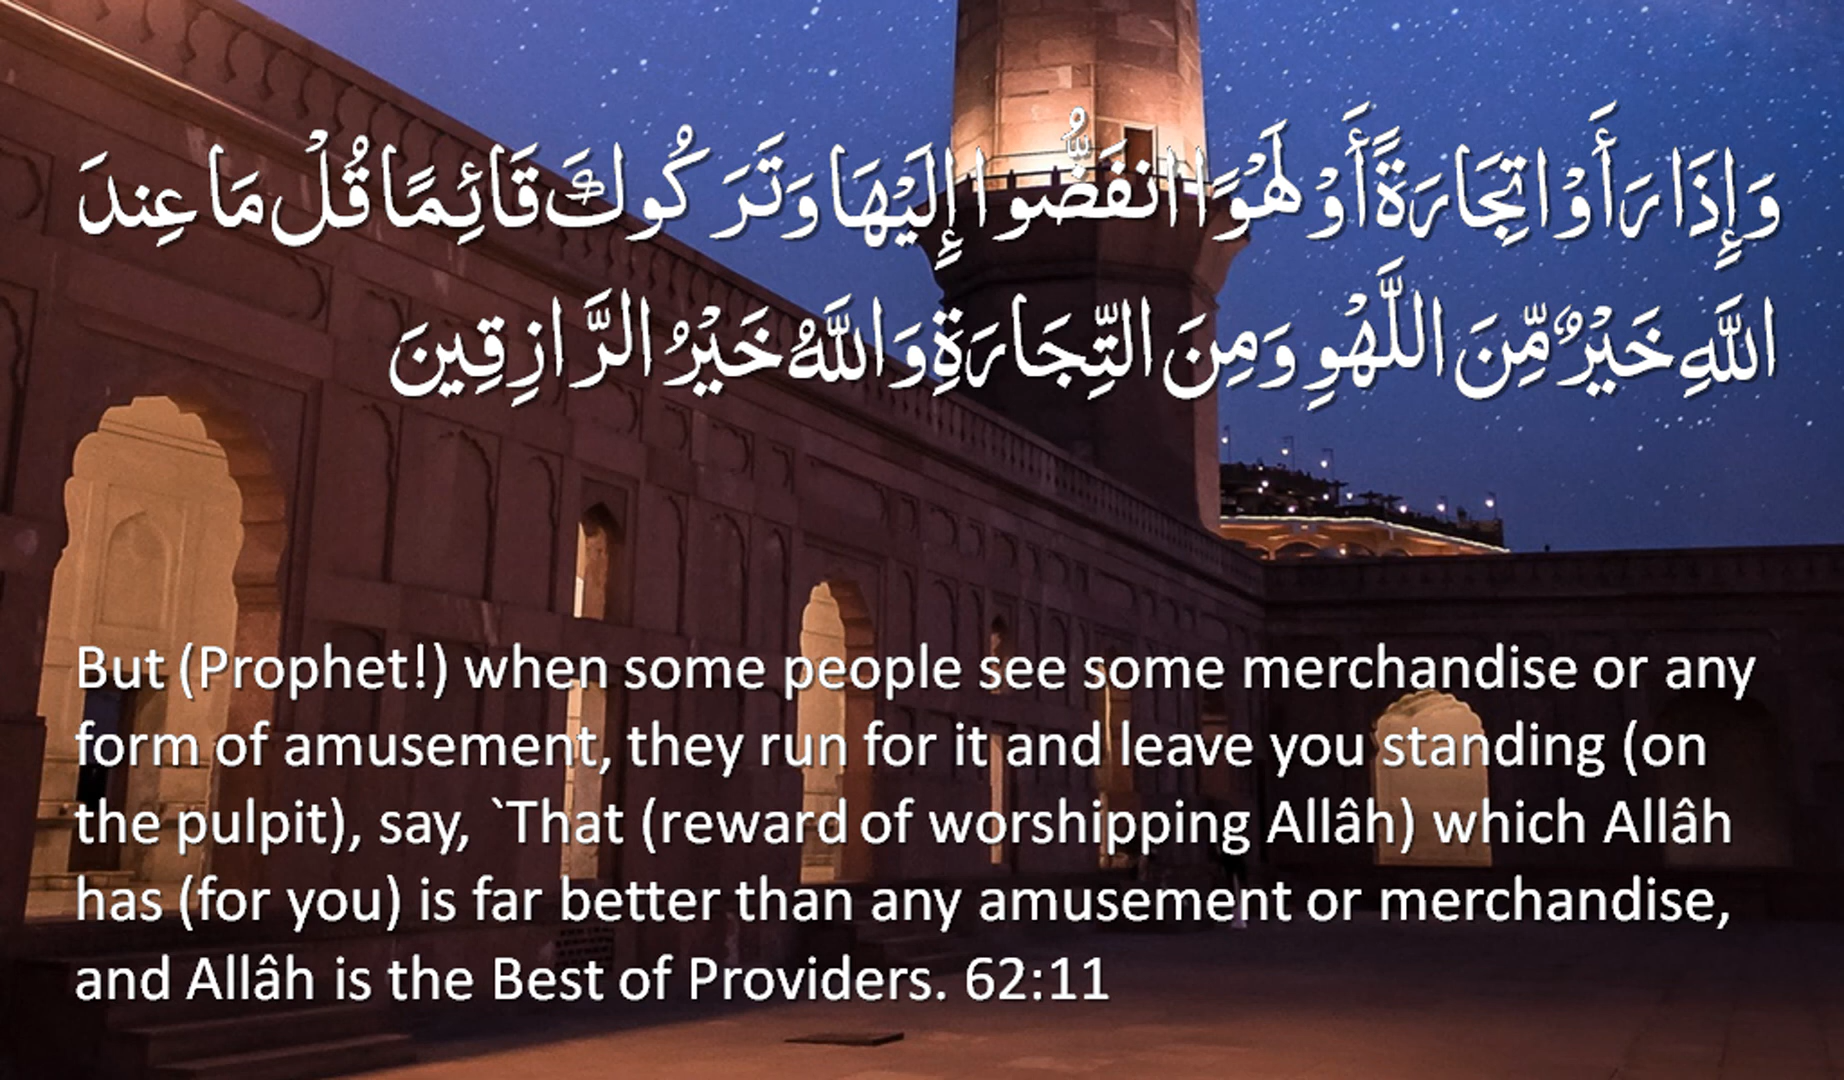 وَإِذَا رَأَوْا تِجَارَةً أَوْ لَهْوًا انفَضُّوا إِلَيْهَا وَتَرَكُوكَ قَائِمًا قُلْ مَا عِندَ
اللَّهِ خَيْرٌ مِّنَ اللَّهْوِ وَمِنَ التِّجَارَةِ وَاللَّهُ خَيْرُ الرَّازِقِينَ
But (Prophet!) when some people see some merchandise or any
form of amusement, they run for it and leave you standing (on
the pulpit), say, `That (reward of worshipping Allâh) which Allâh
has (for you) is far better than any amusement or merchandise,
and Allâh is the Best of Providers. 62:11